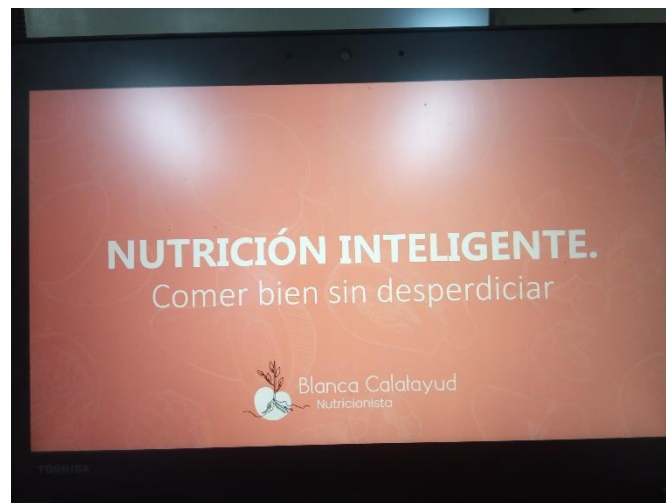 NUTRICIÓN INTELIGENTE.
Comer bien sin desperdiciar
Blanca Calatayud
Nutricionista
TOSHIBA